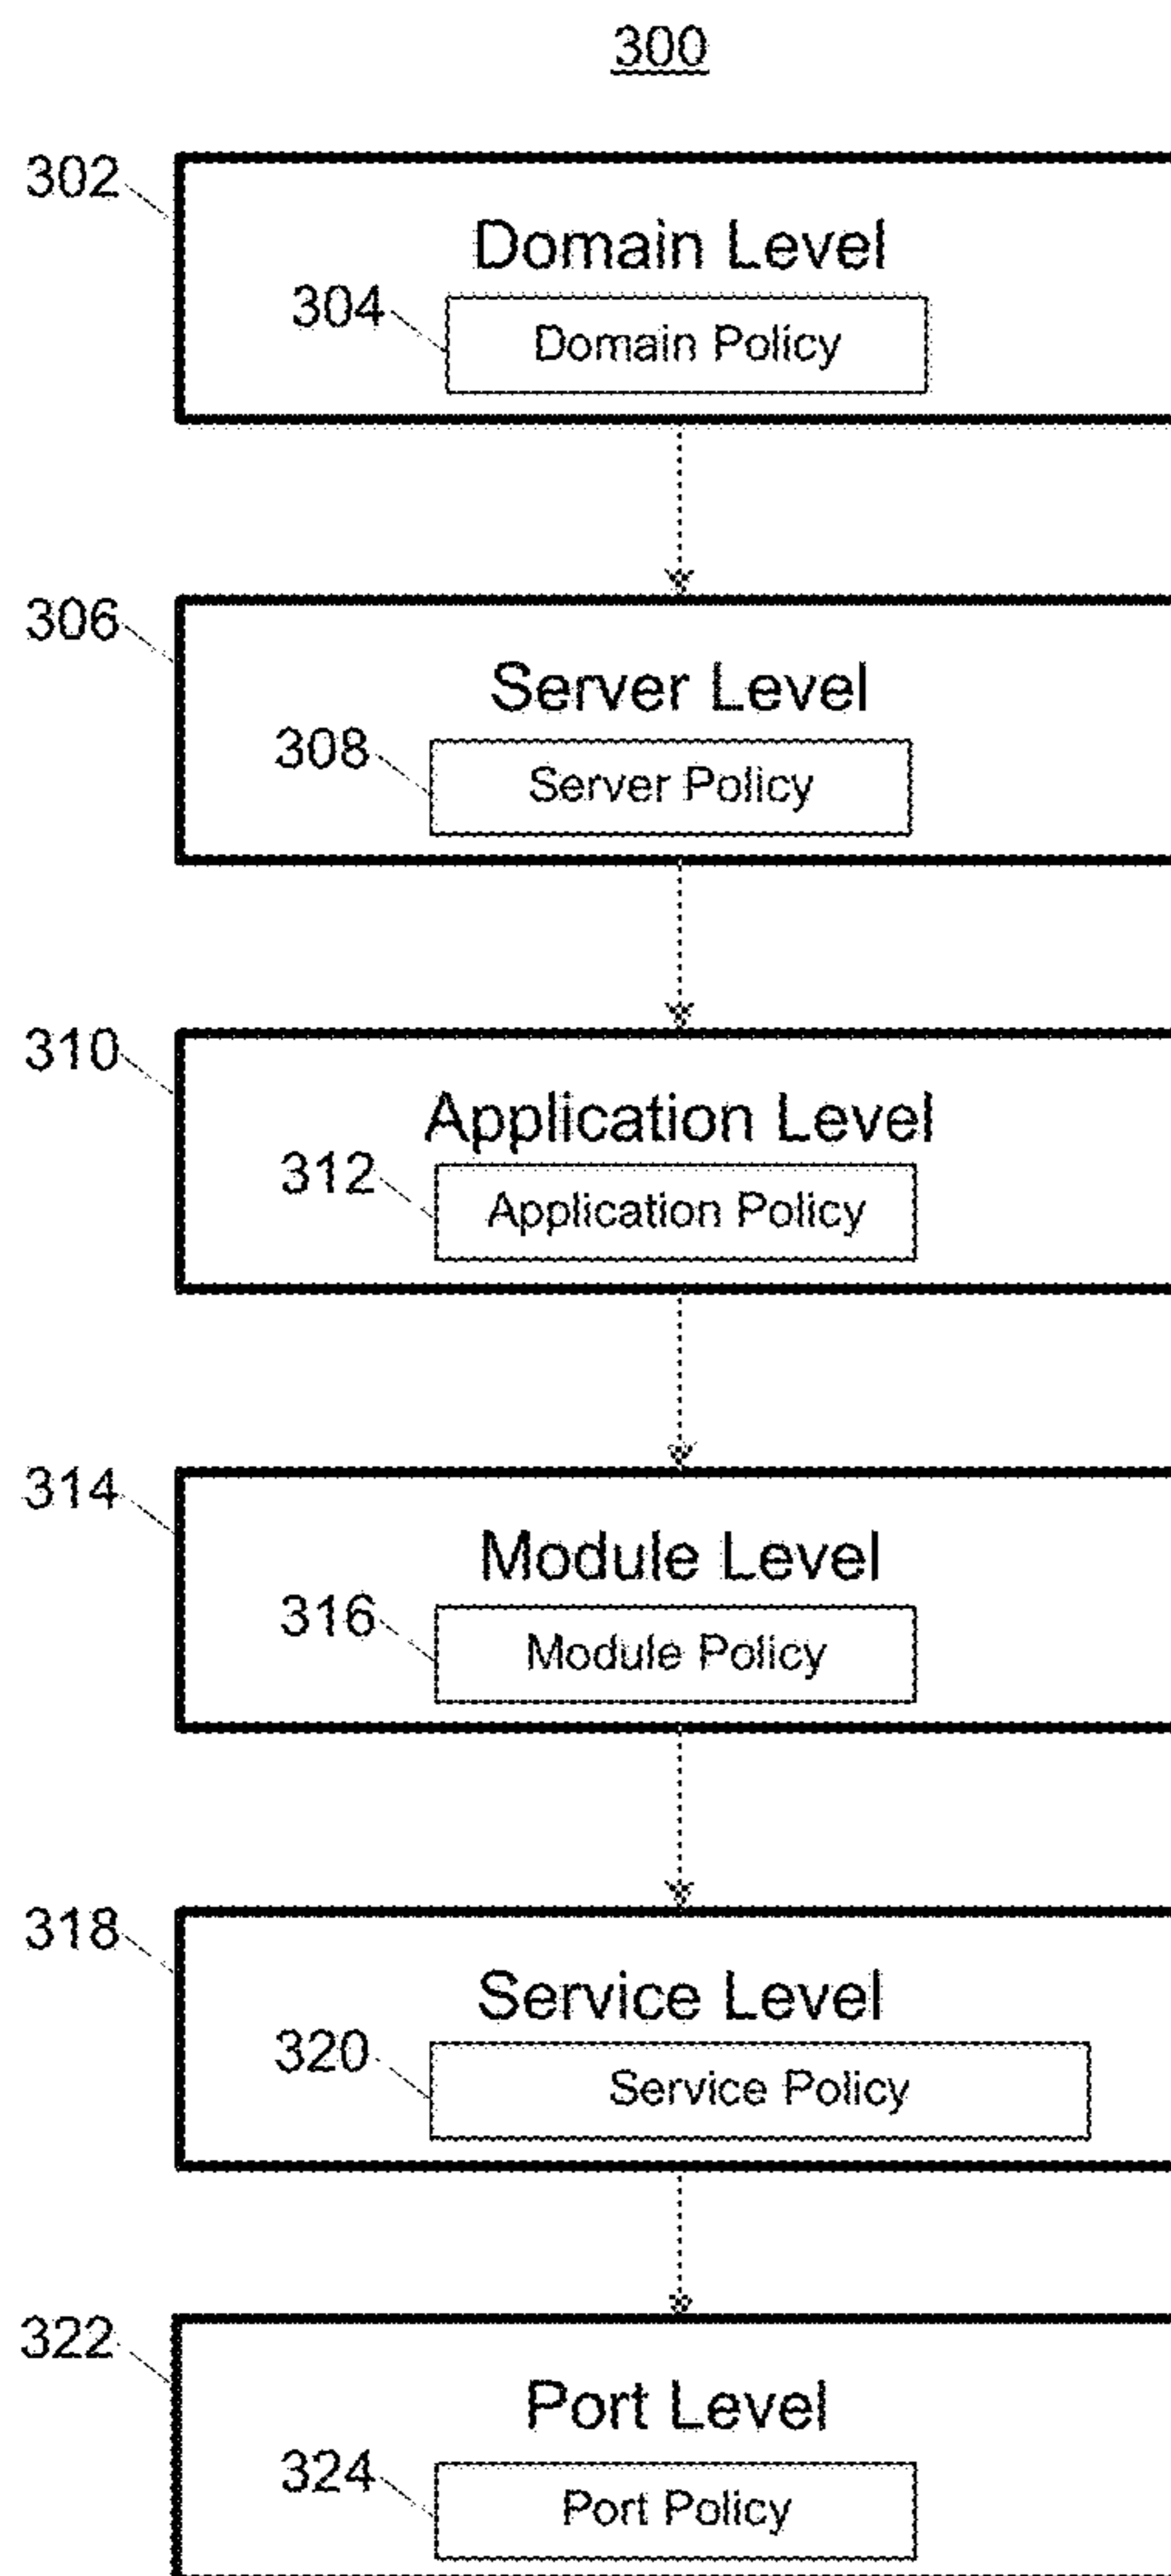 300
302
Domain Level
304
Domain Policy
306
Server Level
308
Server Policy
310
Application Level
312
Application Policy
314
Module Level
316
Module Policy
318
Service Level
320
Service Policy
322
Port Level
324
Port Policy